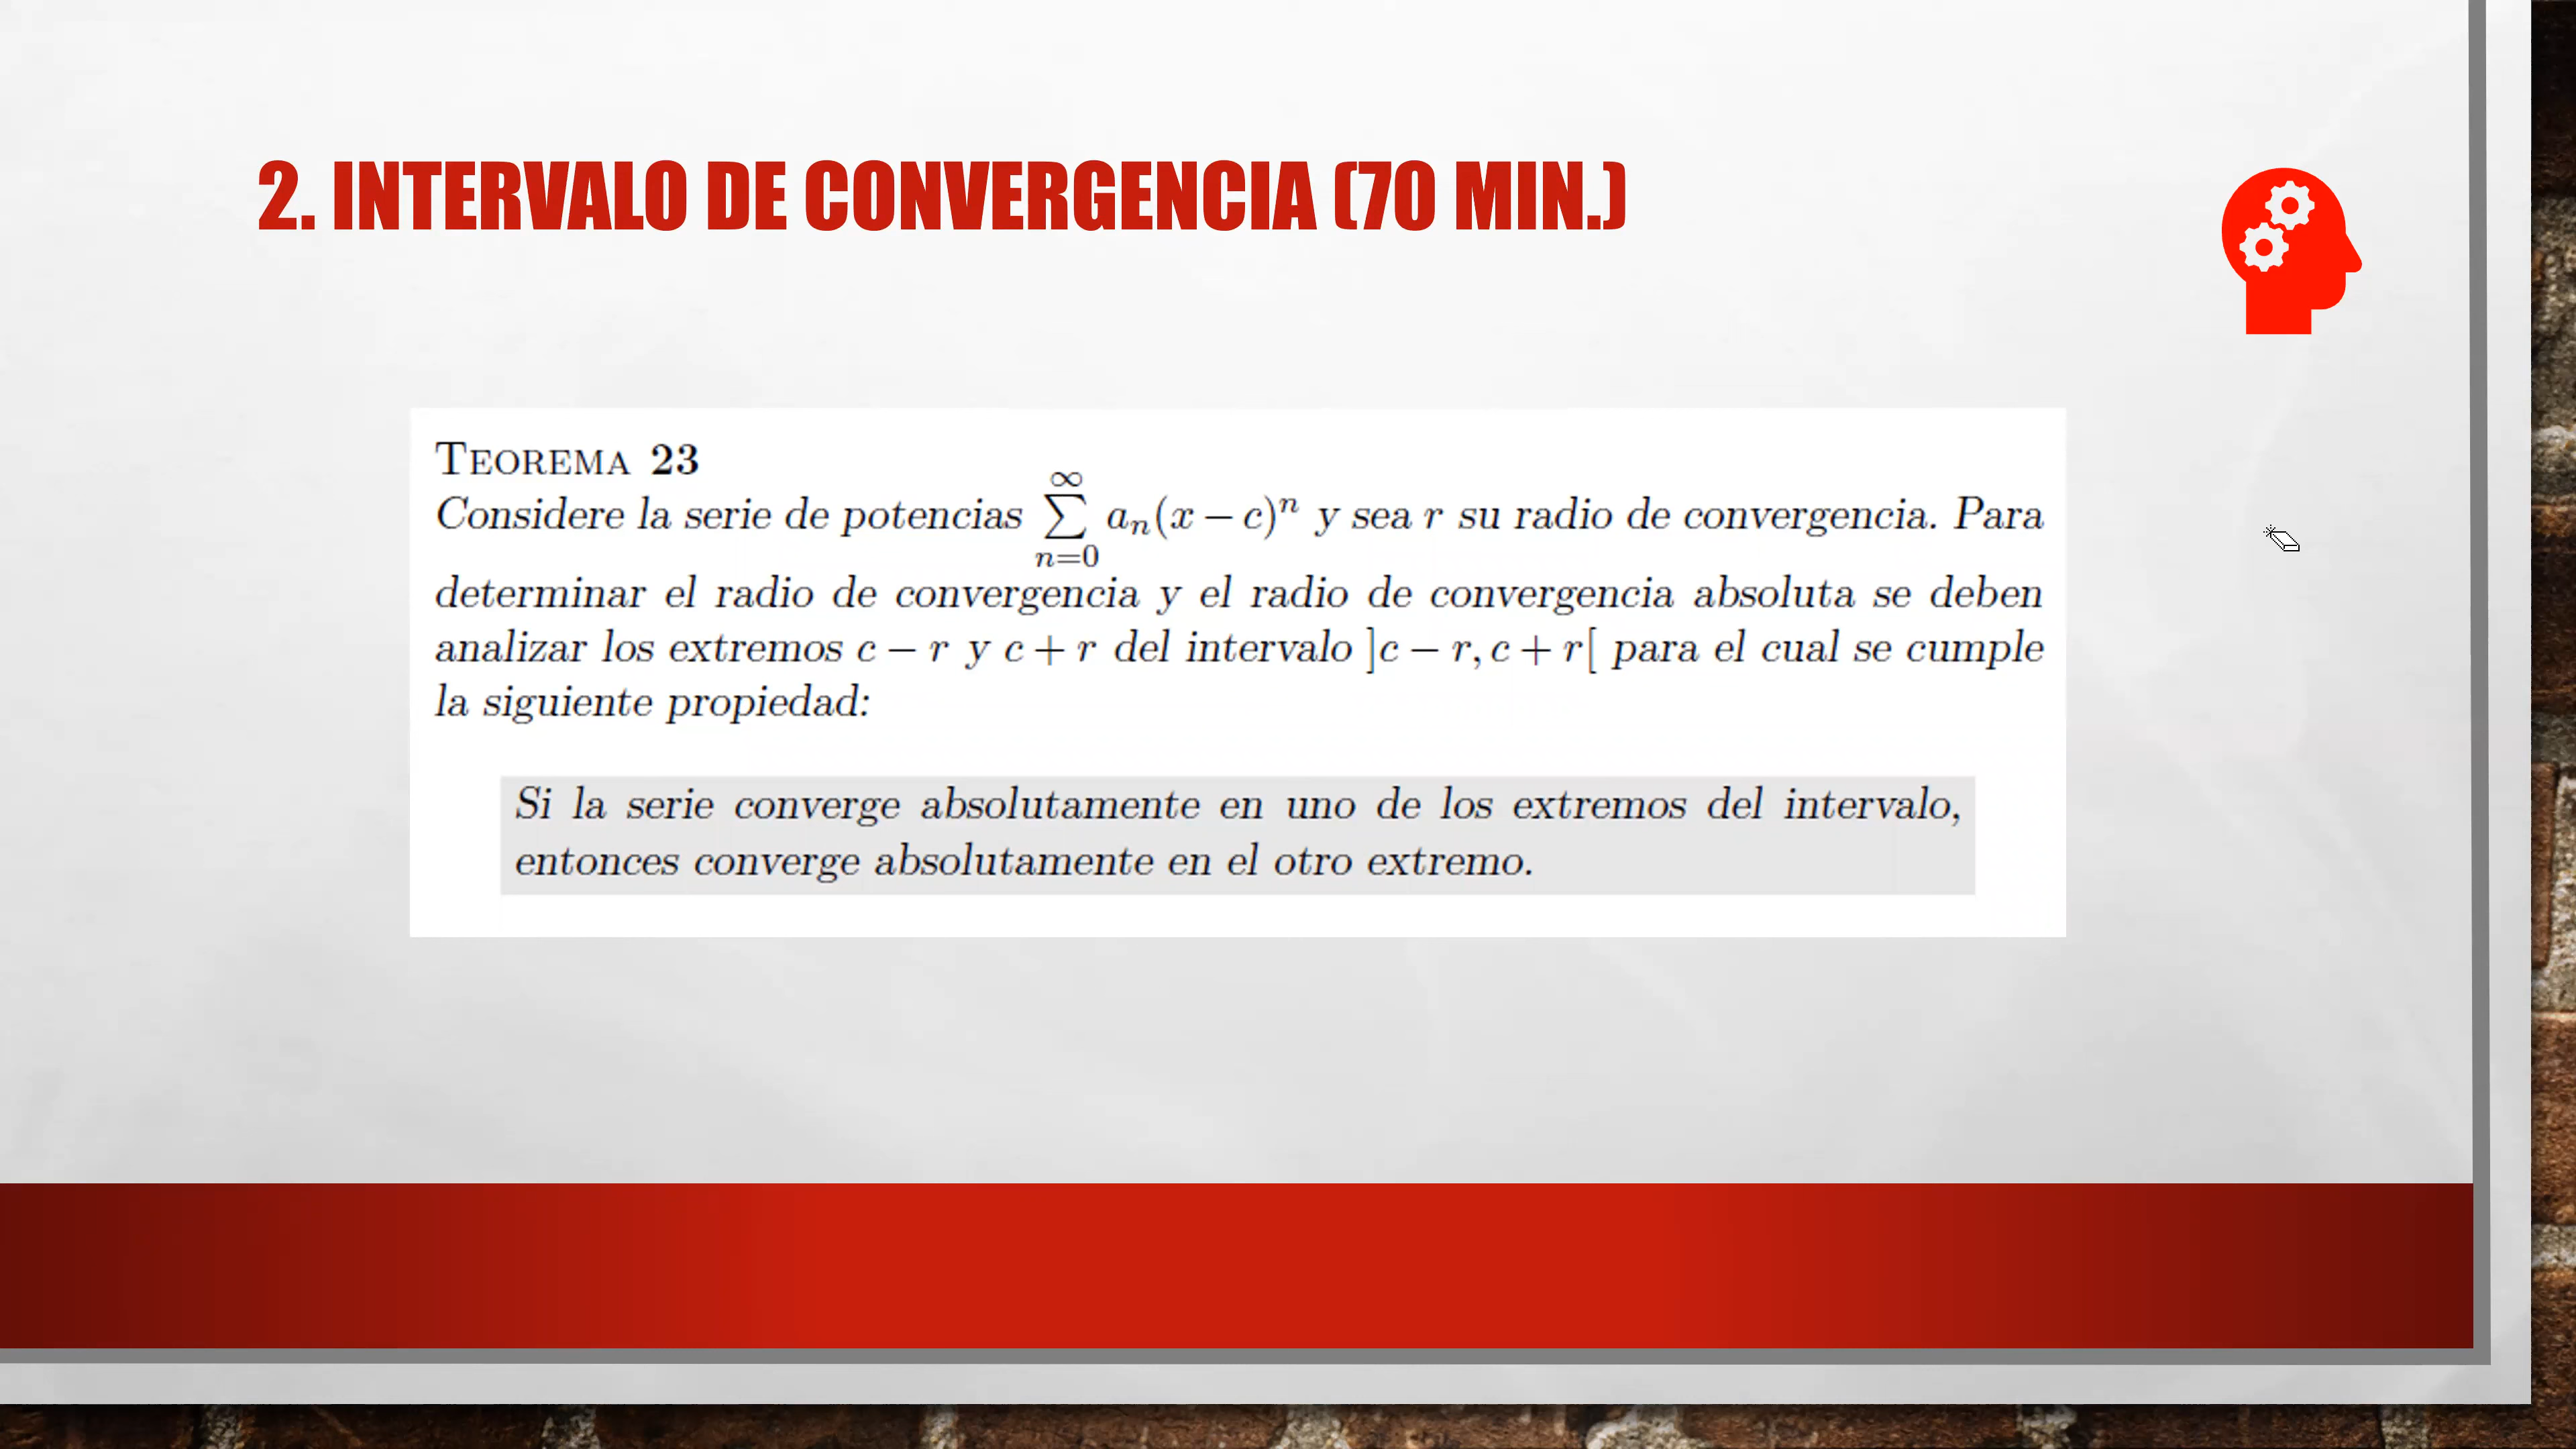 2. INTERVALO DE CONVERGENCIA (70 MIN.)
TEOREMA 23
Considere la serie de potencias $\sum_{n=0}^{\infty} a_n(x-c)^n$ y sea r su radio de convergencia. Para
determinar el radio de convergencia y el radio de convergencia absoluta se deben
analizar los extremos c − r y c + r del intervalo ]c − r, c + r[ para el cual se cumple
la siguiente propiedad:
Si la serie converge absolutamente en uno de los extremos del intervalo,
entonces converge absolutamente en el otro extremo.